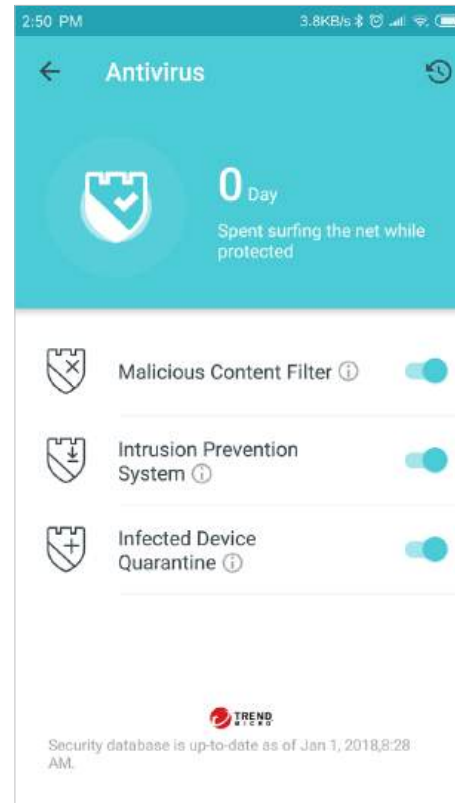 2:50 PM 3.8KB/s
Antivirus
0 Day
Spent surfing the net while
protected
Malicious Content Filter
Intrusion Prevention
System
Infected Device
Quarantine
TREND
MICRO
Security database is up-to-date as of Jan 1, 2018,8:28
AM.